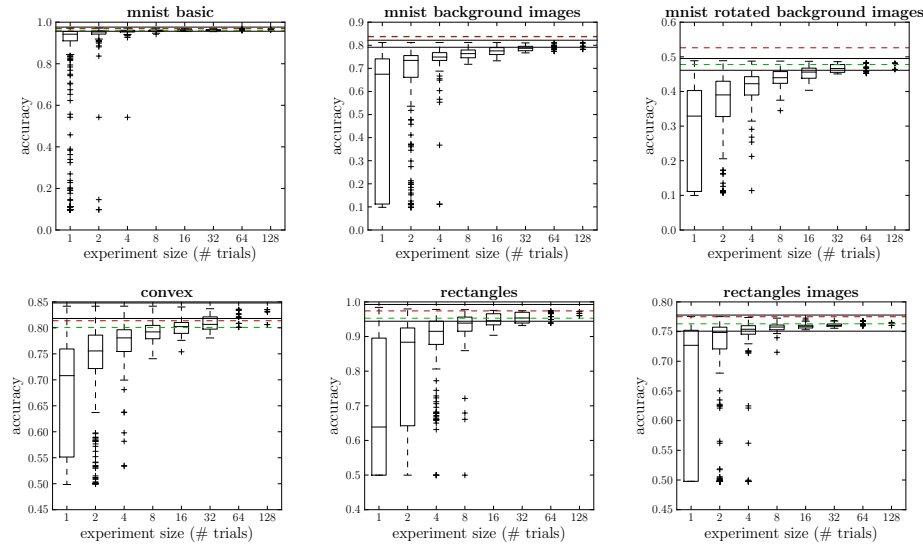 mnist basic
1.0
0.8
0.6
0.4
0.2
0.0
accuracy
1 2 4 8 16 32 64 128
experiment size (# trials)
mnist background images
0.9
0.8
0.7
0.6
0.5
0.4
0.3
0.2
0.1
0.0
accuracy
1 2 4 8 16 32 64 128
experiment size (# trials)
mnist rotated background images
0.6
0.5
0.4
0.3
0.2
0.1
0.0
accuracy
1 2 4 8 16 32 64 128
experiment size (# trials)
convex
0.85
0.80
0.75
0.70
0.65
0.60
0.55
0.50
0.45
accuracy
1 2 4 8 16 32 64 128
experiment size (# trials)
rectangles
1.0
0.9
0.8
0.7
0.6
0.5
0.4
accuracy
1 2 4 8 16 32 64 128
experiment size (# trials)
rectangles images
0.80
0.75
0.70
0.65
0.60
0.55
0.50
0.45
accuracy
1 2 4 8 16 32 64 128
experiment size (# trials)